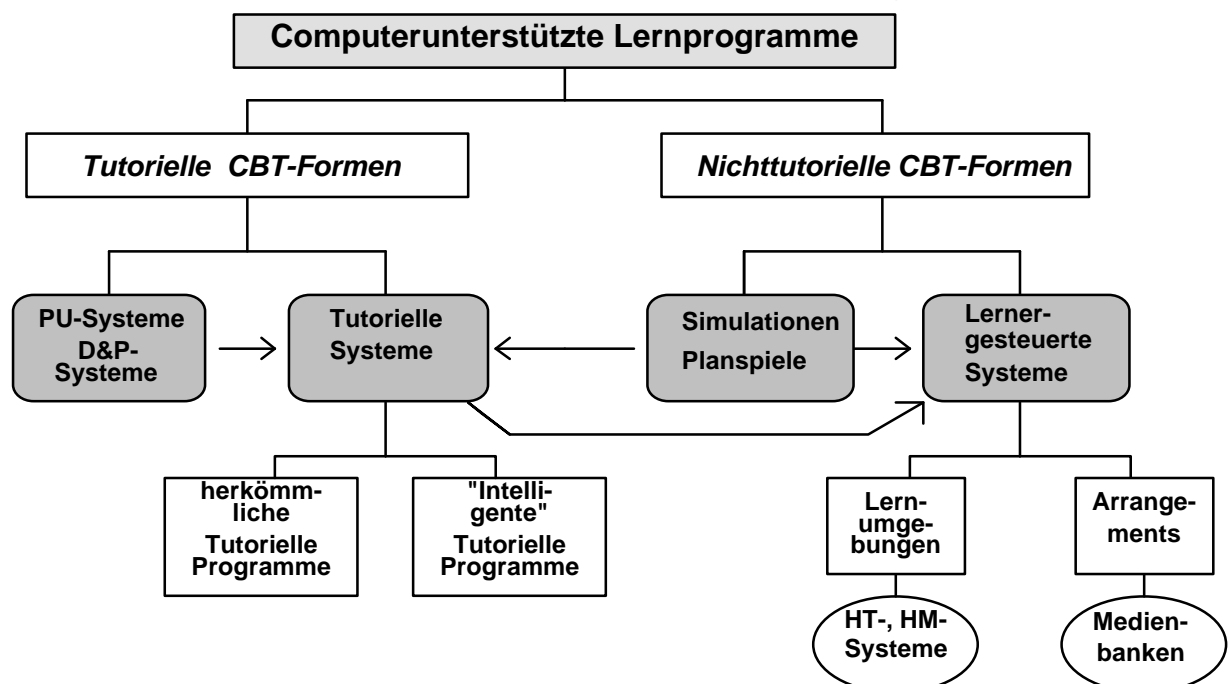 Computerunterstützte Lernprogramme
Tutorielle CBT-Formen
Nichttutorielle CBT-Formen
PU-Systeme
D&P-
Systeme
Tutorielle
Systeme
Simulationen
Planspiele
Lerner-
gesteuerte
Systeme
herkömm-
liche
Tutorielle
Programme
"Intelli-
gente"
Tutorielle
Programme
Lern-
umge-
bungen
Arrange-
ments
HT-, HM-
Systeme
Medien-
banken